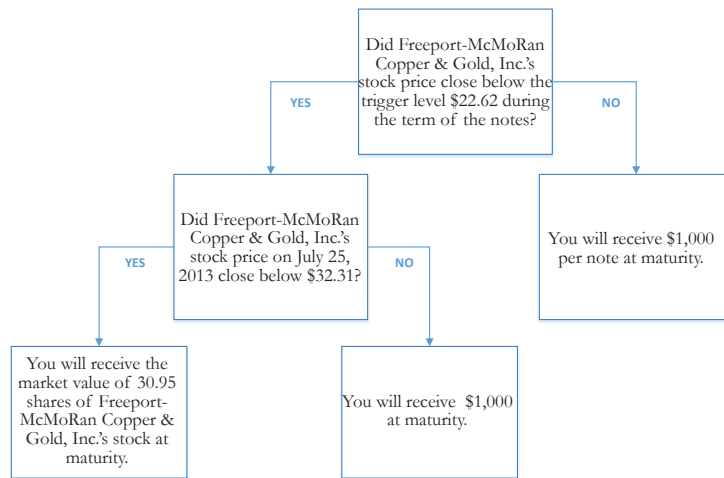 Did Freeport-McMoRan
Copper & Gold, Inc.'s
stock price close below the
trigger level $22.62 during
the term of the notes?
YES
NO
Did Freeport-McMoRan
Copper & Gold, Inc.'s
stock price on July 25,
2013 close below $32.31?
You will receive $1,000
per note at maturity.
YES
NO
You will receive the
market value of 30.95
shares of Freeport-
McMoRan Copper &
Gold, Inc.'s stock at
maturity.
You will receive $1,000
at maturity.